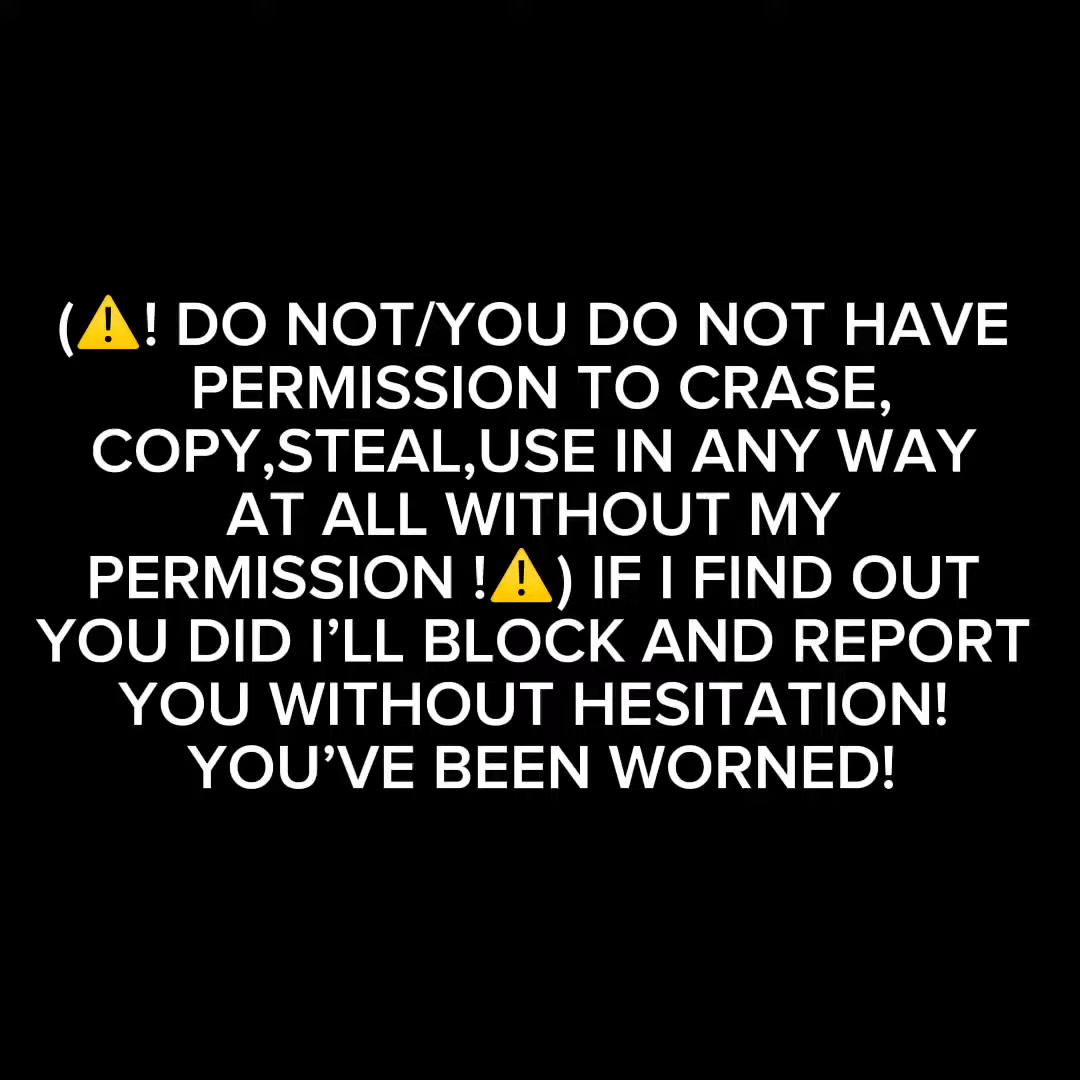 (⚠️! DO NOT/YOU DO NOT HAVE
PERMISSION TO CRASE,
COPY,STEAL,USE IN ANY WAY
AT ALL WITHOUT MY
PERMISSION !⚠️) IF I FIND OUT
YOU DID I’LL BLOCK AND REPORT
YOU WITHOUT HESITATION!
YOU’VE BEEN WORNED!